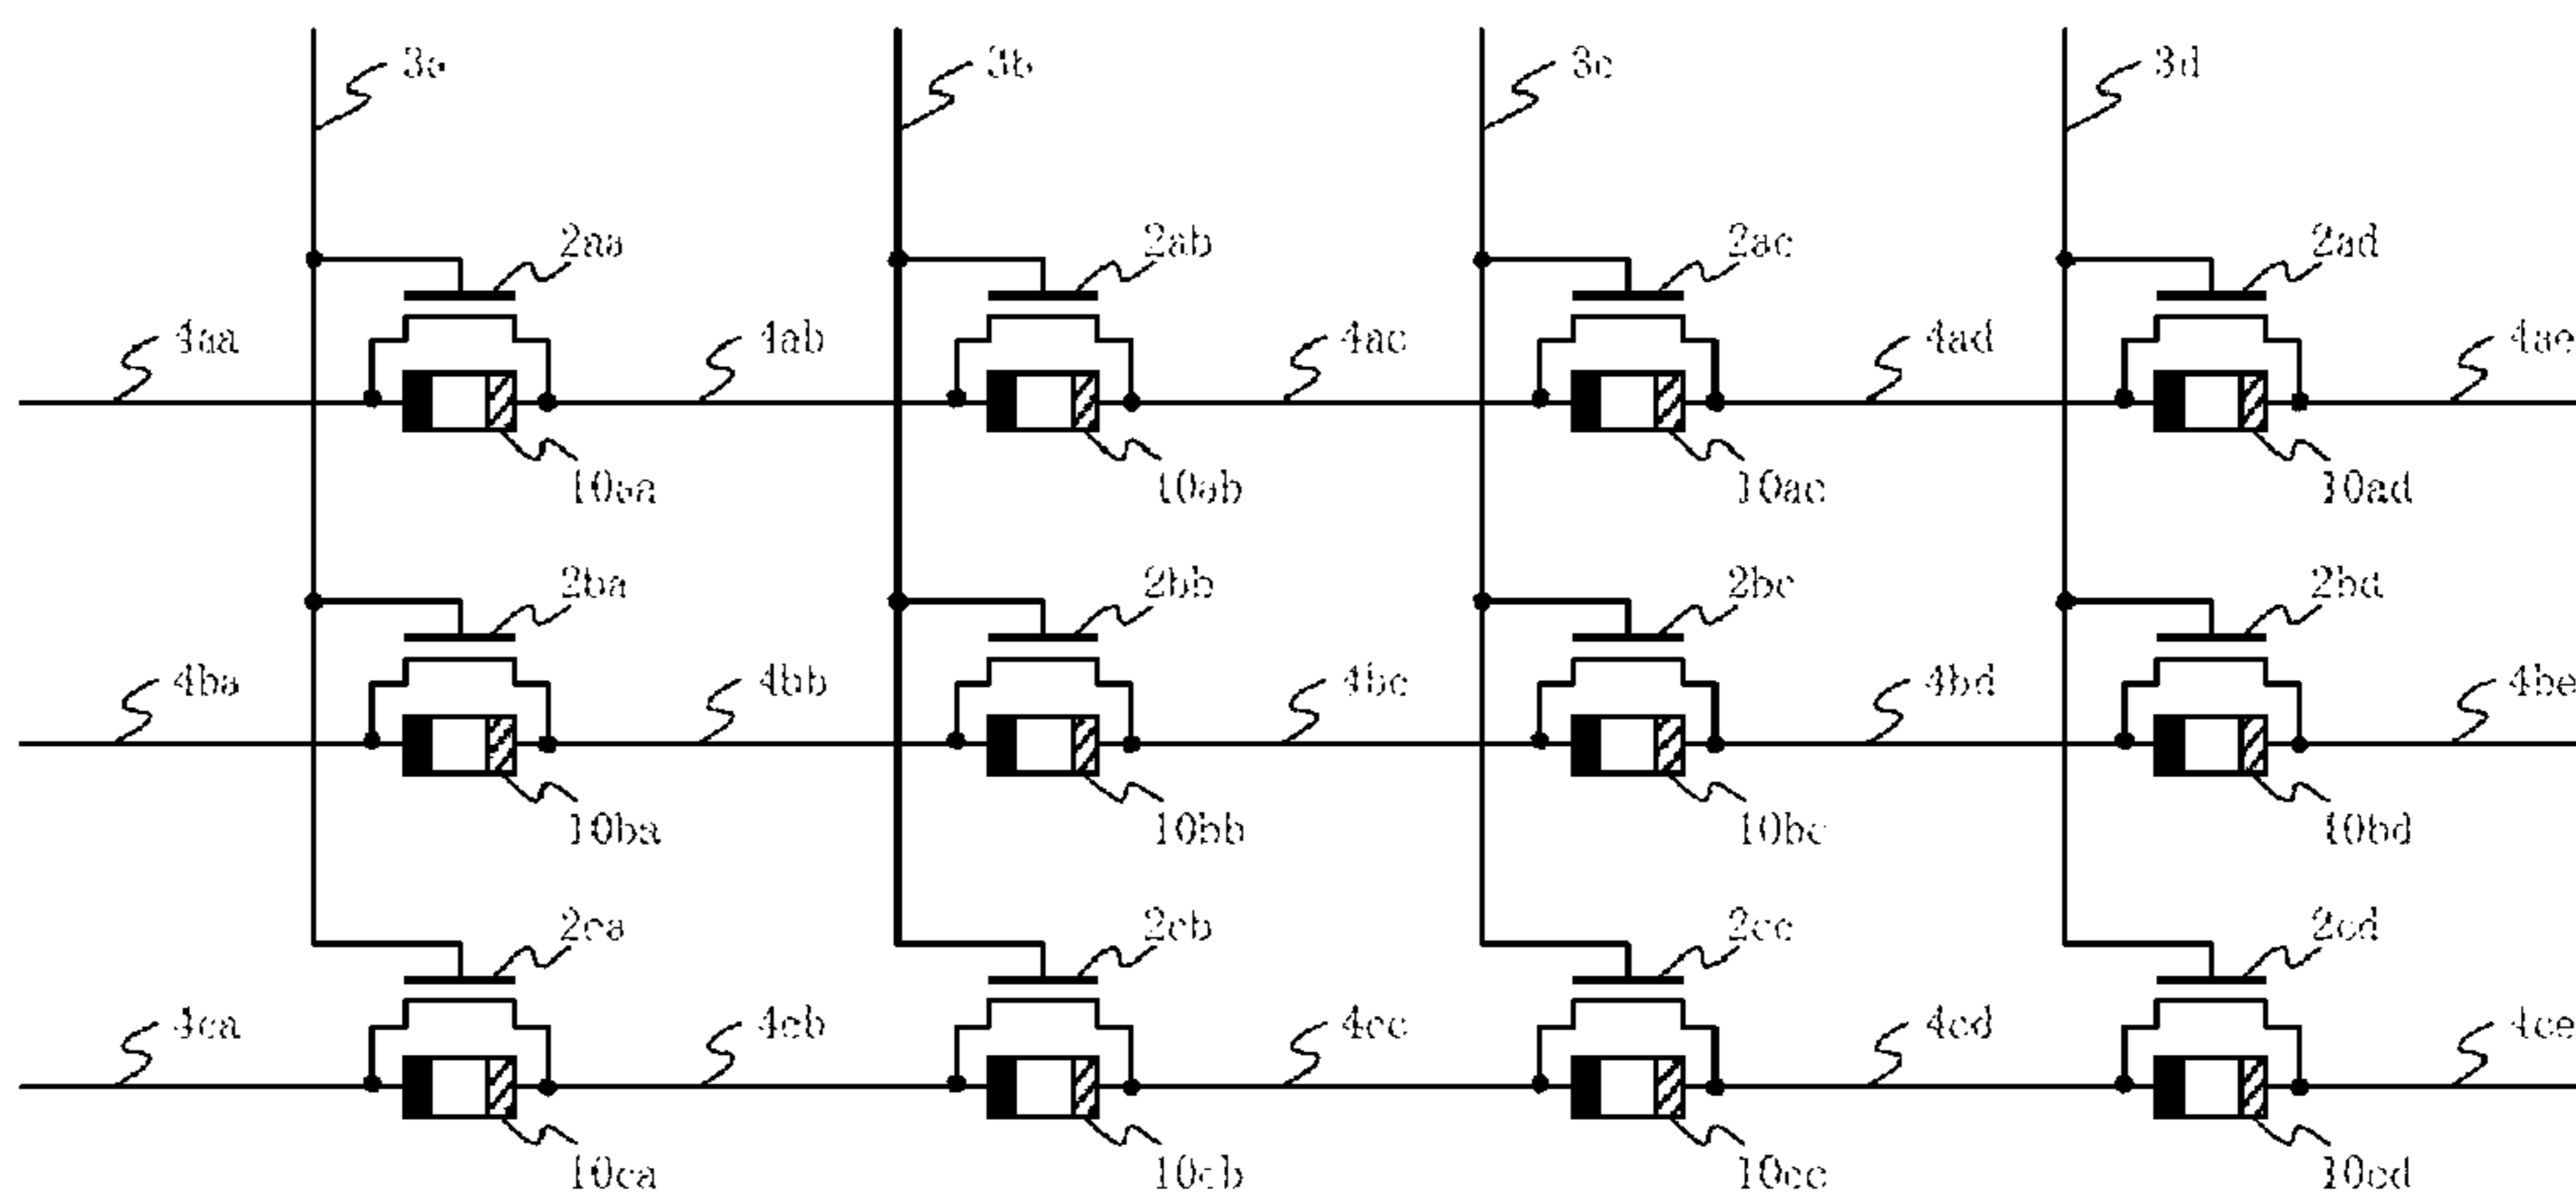 3a 3b 3c 3d
2aa 2ab 2ac 2ad
4aa 4ab 4ac 4ad 4ae
10aa 10ab 10ac 10ad
2ba 2bb 2bc 2bd
4ba 4bb 4bc 4bd 4be
10ba 10bb 10bc 10bd
2ca 2cb 2cc 2cd
4ca 4cb 4cc 4cd 4ce
10ca 10cb 10cc 10cd